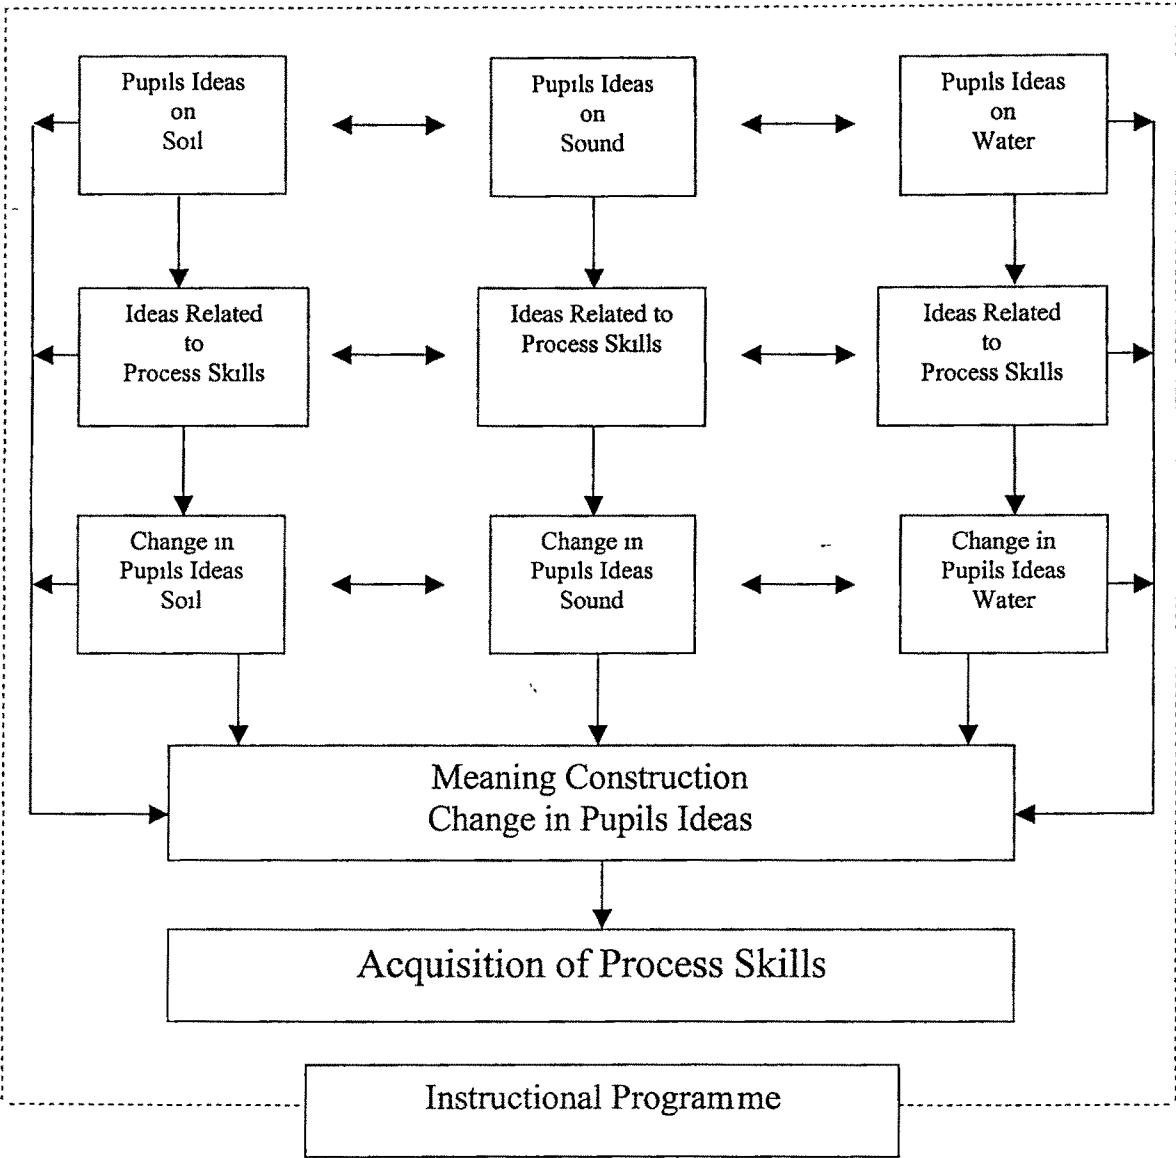 Pupils Ideas
on
Soil
Pupils Ideas
on
Sound
Pupils Ideas
on
Water
Ideas Related
to
Process Skills
Ideas Related to
Process Skills
Ideas Related
to
Process Skills
Change in
Pupils Ideas
Soil
Change in
Pupils Ideas
Sound
Change in
Pupils Ideas
Water
Meaning Construction
Change in Pupils Ideas
Acquisition of Process Skills
Instructional Programme